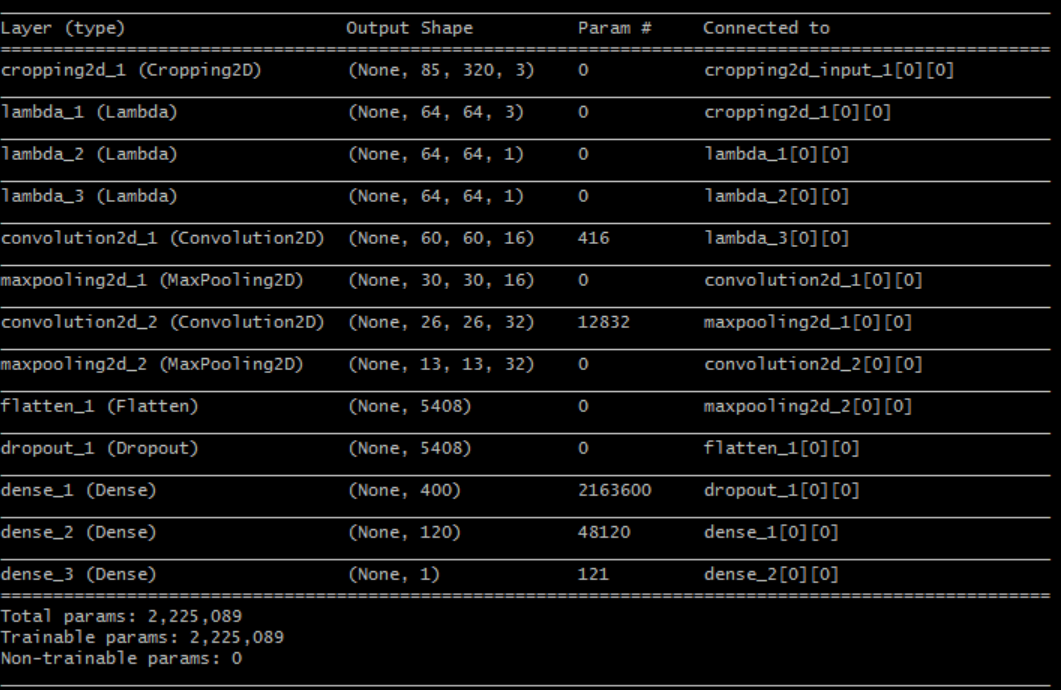 Layer (type) Output Shape Param # Connected to
====================================================================================================
cropping2d_1 (Cropping2D) (None, 85, 320, 3) 0 cropping2d_input_1[0][0]
lambda_1 (Lambda) (None, 64, 64, 3) 0 cropping2d_1[0][0]
lambda_2 (Lambda) (None, 64, 64, 1) 0 lambda_1[0][0]
lambda_3 (Lambda) (None, 64, 64, 1) 0 lambda_2[0][0]
convolution2d_1 (Convolution2D) (None, 60, 60, 16) 416 lambda_3[0][0]
maxpooling2d_1 (MaxPooling2D) (None, 30, 30, 16) 0 convolution2d_1[0][0]
convolution2d_2 (Convolution2D) (None, 26, 26, 32) 12832 maxpooling2d_1[0][0]
maxpooling2d_2 (MaxPooling2D) (None, 13, 13, 32) 0 convolution2d_2[0][0]
flatten_1 (Flatten) (None, 5408) 0 maxpooling2d_2[0][0]
dropout_1 (Dropout) (None, 5408) 0 flatten_1[0][0]
dense_1 (Dense) (None, 400) 2163600 dropout_1[0][0]
dense_2 (Dense) (None, 120) 48120 dense_1[0][0]
dense_3 (Dense) (None, 1) 121 dense_2[0][0]
====================================================================================================
Total params: 2,225,089
Trainable params: 2,225,089
Non-trainable params: 0